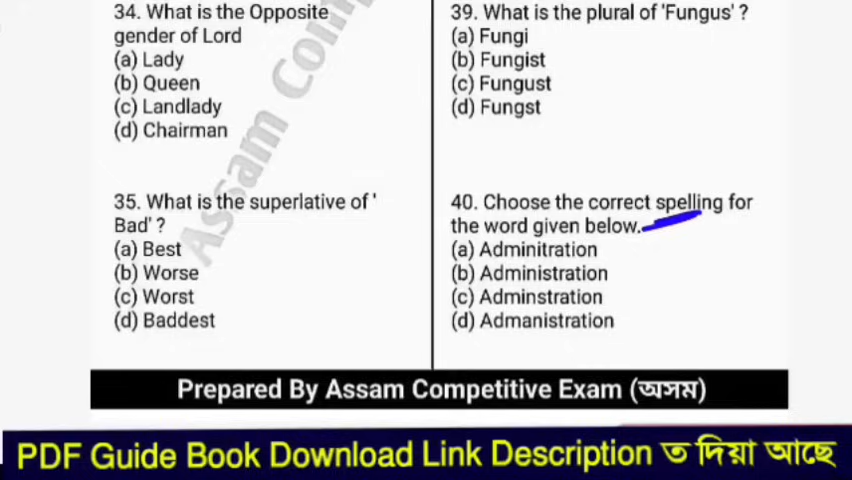 34. What is the Opposite
gender of Lord
(a) Lady
(b) Queen
(c) Landlady
(d) Chairman
35. What is the superlative of '
Bad' ?
(a) Best
(b) Worse
(c) Worst
(d) Baddest
39. What is the plural of 'Fungus' ?
(a) Fungi
(b) Fungist
(c) Fungust
(d) Fungst
40. Choose the correct spelling for
the word given below.
(a) Adminitration
(b) Administration
(c) Adminstration
(d) Admanistration
Assam Com
Prepared By Assam Competitive Exam (অসম)
PDF Guide Book Download Link Description ত দিয়া আছে